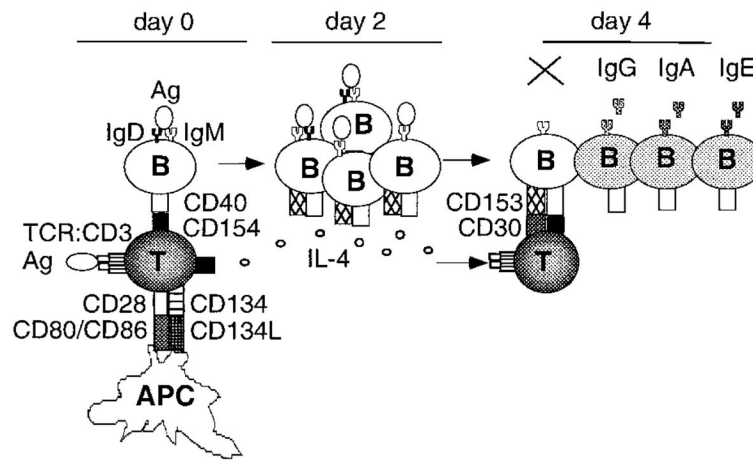 day 0 day 2 day 4
IgG IgA IgE
Ag
IgD IgM
B B B B B B B B B
CD40 CD153
TCR:CD3 CD154 CD30
Ag T IL-4 T
CD28 CD134
CD80/CD86 CD134L
APC